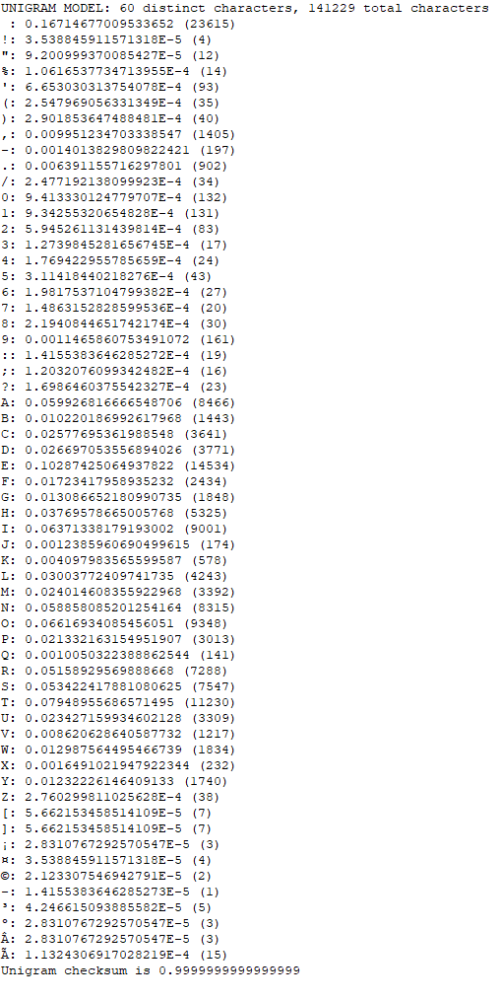 UNIGRAM MODEL: 60 distinct characters, 141229 total characters
 : 0.16714677009533652 (23615)
!: 3.538845911571318E-5 (4)
": 9.200999370085427E-5 (12)
%: 1.0616537734713955E-4 (14)
': 6.653030313754078E-4 (93)
(: 2.547969056331349E-4 (35)
): 2.901853647488481E-4 (40)
,: 0.009951234703338547 (1405)
-: 0.0014013829809822421 (197)
.: 0.006391155716297801 (902)
/: 2.477192138099923E-4 (34)
0: 9.413330124779707E-4 (132)
1: 9.34255320654828E-4 (131)
2: 5.945261131439814E-4 (83)
3: 1.2739845281656745E-4 (17)
4: 1.769422955785659E-4 (24)
5: 3.11418440218276E-4 (43)
6: 1.9817537104799382E-4 (27)
7: 1.4863152828599536E-4 (20)
8: 2.1940844651742174E-4 (30)
9: 0.0011465860753491072 (161)
:: 1.4155383646285272E-4 (19)
;: 1.2032076099342482E-4 (16)
?: 1.6986460375542327E-4 (23)
A: 0.059926816666548706 (8466)
B: 0.010220186992617968 (1443)
C: 0.02577695361988548 (3641)
D: 0.026697053556894026 (3771)
E: 0.10287425064937822 (14534)
F: 0.01723417958935232 (2434)
G: 0.013086652180990735 (1848)
H: 0.03769578665005768 (5325)
I: 0.06371338179193002 (9001)
J: 0.0012385960690499615 (174)
K: 0.004097983565599587 (578)
L: 0.03003772409741735 (4243)
M: 0.024014608355922968 (3392)
N: 0.058858085201254164 (8315)
O: 0.06616934085456051 (9348)
P: 0.021332163154951907 (3013)
Q: 0.0010050322388862544 (141)
R: 0.05158929569888668 (7288)
S: 0.053422417881080625 (7547)
T: 0.07948955686571495 (11230)
U: 0.023427159934602128 (3309)
V: 0.008620628640587732 (1217)
W: 0.012987564495466739 (1834)
X: 0.0016491021947922344 (232)
Y: 0.01232226146409133 (1740)
Z: 2.760299811025628E-4 (38)
[: 5.662153458514109E-5 (7)
]: 5.662153458514109E-5 (7)
¡: 2.8310767292570547E-5 (3)
¤: 3.538845911571318E-5 (4)
©: 2.123307546942791E-5 (2)
-: 1.4155383646285273E-5 (1)
³: 4.246615093885582E-5 (5)
º: 2.8310767292570547E-5 (3)
Â: 2.8310767292570547E-5 (3)
Ã: 1.1324306917028219E-4 (15)
Unigram checksum is 0.9999999999999999